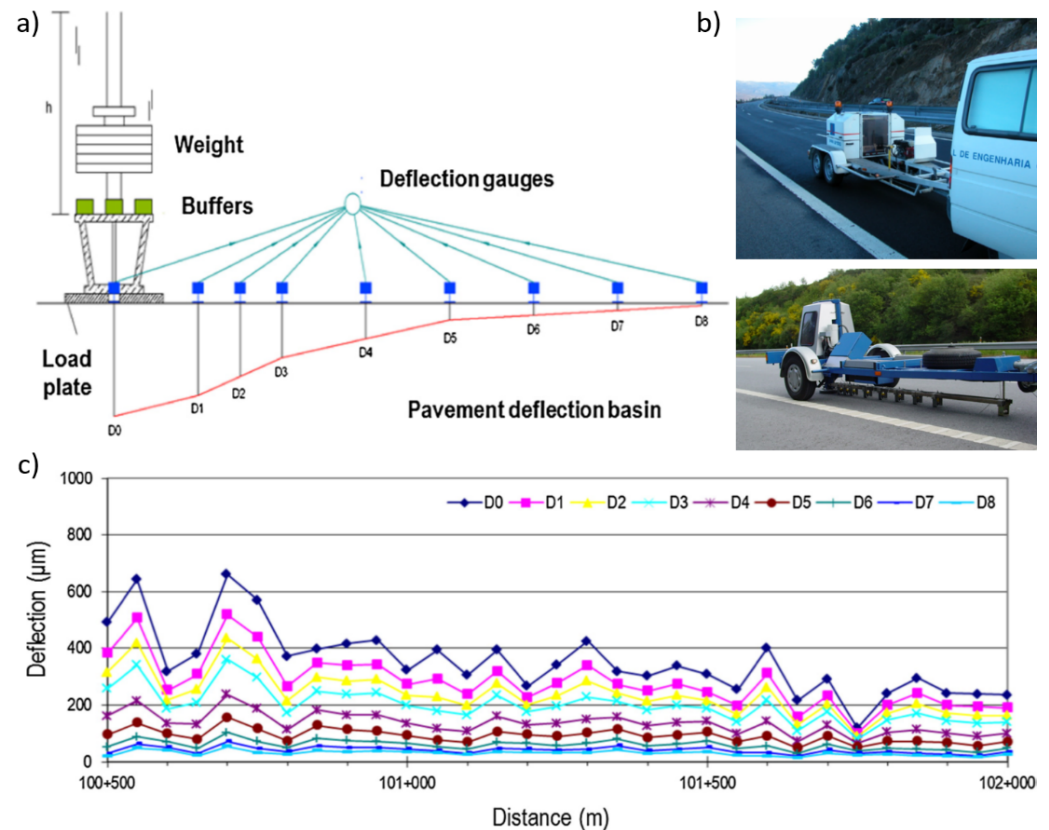 a)
h
Weight
Buffers
Deflection gauges
Load
plate
D0
D1
D2
D3
D4
D5
D6
D7
D8
Pavement deflection basin
b)
L DE ENGENHARIA
c)
Deflection (µm)
1000
800
600
400
200
0
D0 D1 D2 D3 D4 D5 D6 D7 D8
100+500 101+000 101+500 102+000
Distance (m)